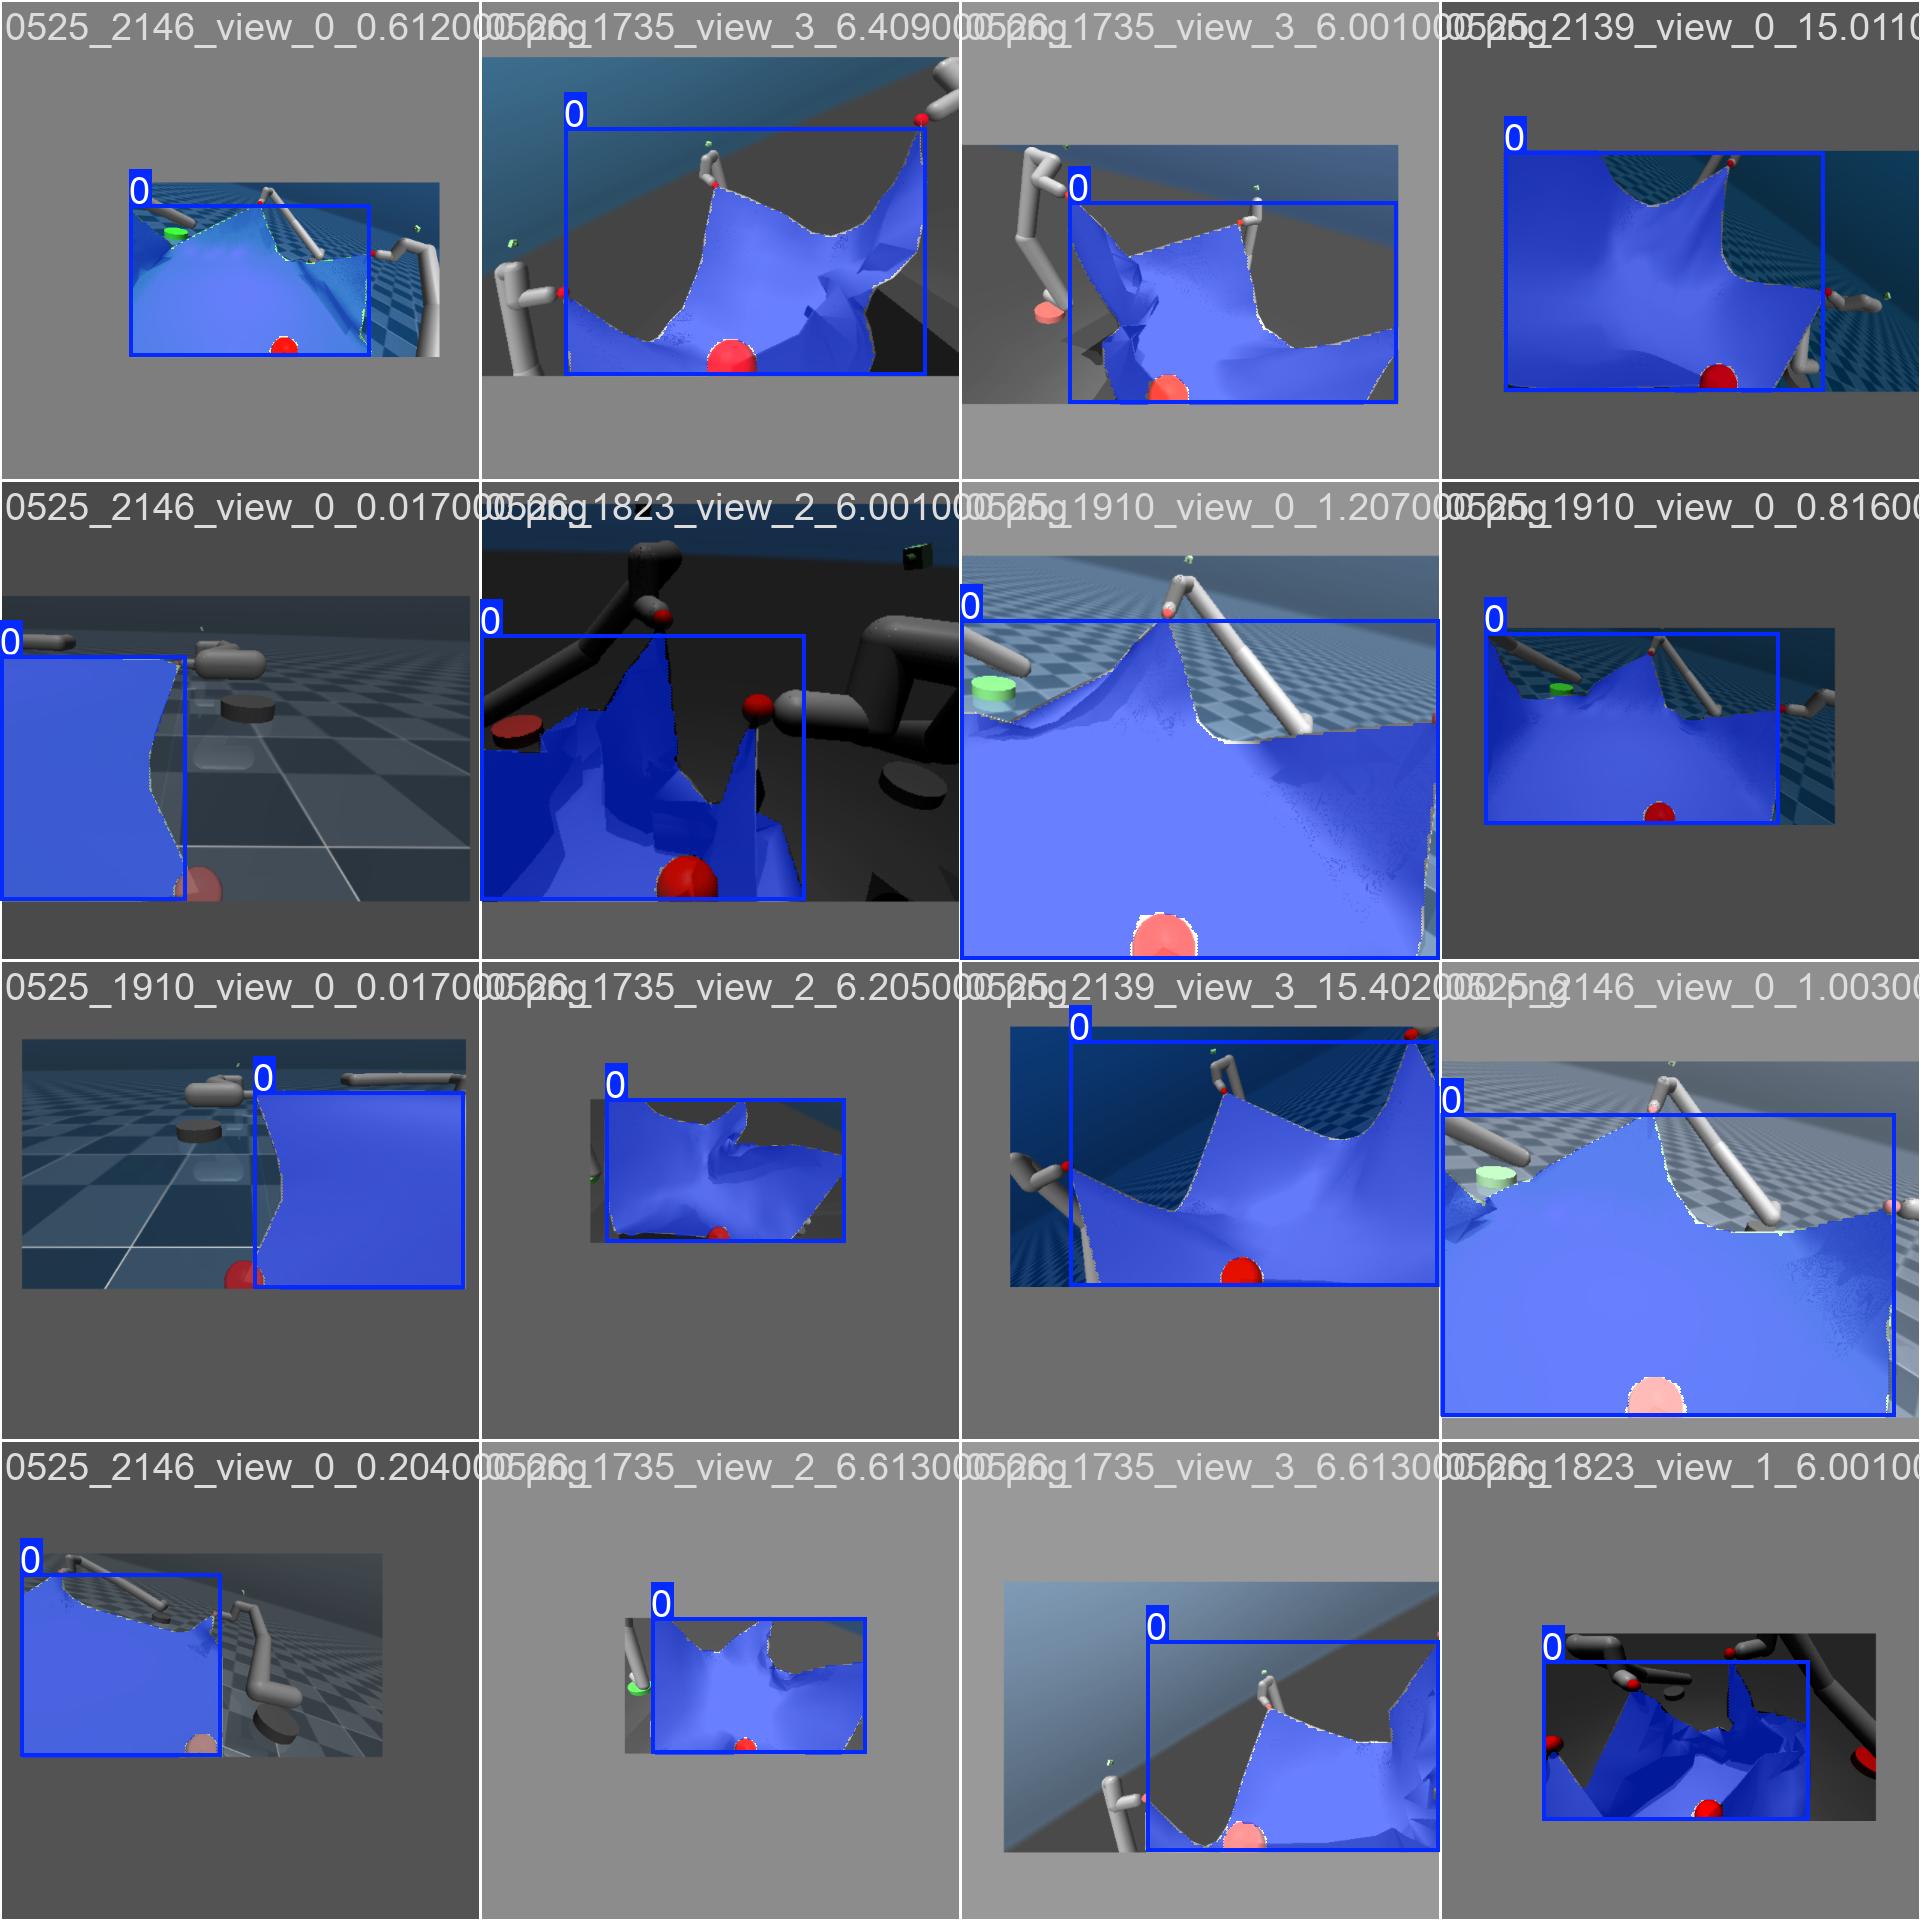 0525_2146_view_0_0.612000.png
0526_1735_view_3_6.409000.png
0526_1735_view_3_6.001000.png
0525_2139_view_0_15.0110
0
0
0
0
0525_2146_view_0_0.017000.png
0526_1823_view_2_6.001000.png
0525_1910_view_0_1.207000.png
0525_1910_view_0_0.81600
0
0
0
0
0525_1910_view_0_0.017000.png
0526_1735_view_2_6.205000.png
0525_2139_view_3_15.402000.png
0525_2146_view_0_1.00300
0
0
0
0
0525_2146_view_0_0.204000.png
0526_1735_view_2_6.613000.png
0526_1735_view_3_6.613000.png
0526_1823_view_1_6.00100
0
0
0
0